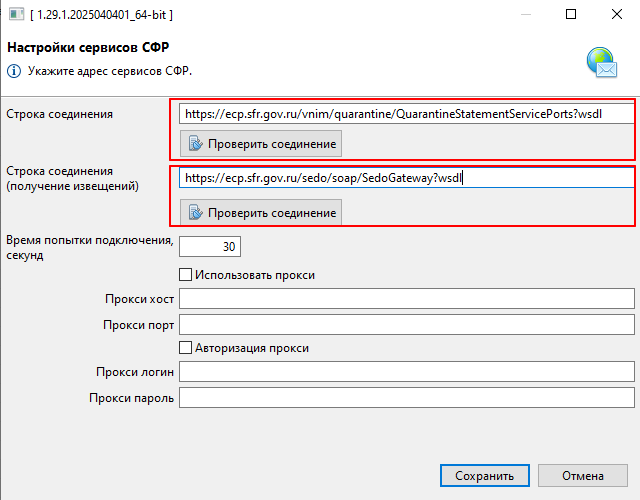 [ 1.29.1.2025040401_64-bit ]
Настройки сервисов СФР
Укажите адрес сервисов СФР.
Строка соединения
https://ecp.sfr.gov.ru/vnim/quarantine/QuarantineStatementServicePorts?wsdl
Проверить соединение
Строка соединения
(получение извещений)
https://ecp.sfr.gov.ru/sedo/soap/SedoGateway?wsdl
Проверить соединение
Время попытки подключения,
секунд
30
Использовать прокси
Прокси хост
Прокси порт
Авторизация прокси
Прокси логин
Прокси пароль
Сохранить
Отмена